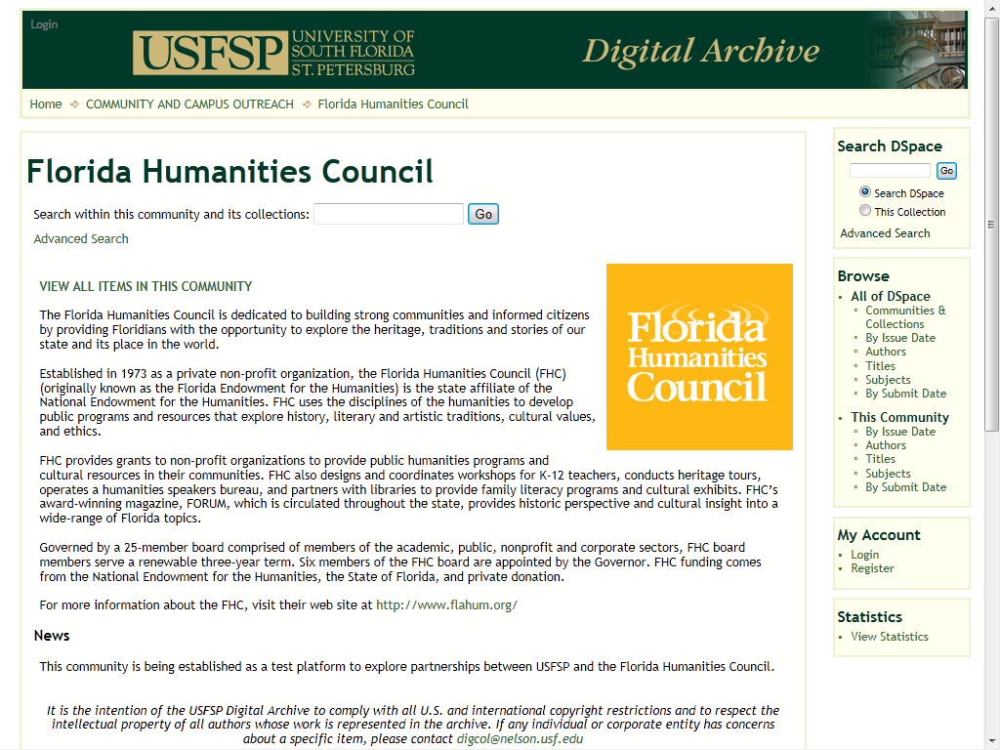 Login
USFSP UNIVERSITY OF
SOUTH FLORIDA
ST. PETERSBURG
Digital Archive
Home COMMUNITY AND CAMPUS OUTREACH Florida Humanities Council
Florida Humanities Council
Search within this community and its collections: Go
Advanced Search
VIEW ALL ITEMS IN THIS COMMUNITY
The Florida Humanities Council is dedicated to building strong communities and informed citizens
by providing Floridians with the opportunity to explore the heritage, traditions and stories of our
state and its place in the world.
Established in 1973 as a private non-profit organization, the Florida Humanities Council (FHC)
(originally known as the Florida Endowment for the Humanities) is the state affiliate of the
National Endowment for the Humanities. FHC uses the disciplines of the humanities to develop
public programs and resources that explore history, literary and artistic traditions, cultural values,
and ethics.
Florida
Humanities
Council
FHC provides grants to non-profit organizations to provide public humanities programs and
cultural resources in their communities. FHC also designs and coordinates workshops for K-12 teachers, conducts heritage tours,
operates a humanities speakers bureau, and partners with libraries to provide family literacy programs and cultural exhibits. FHC's
award-winning magazine, FORUM, which is circulated throughout the state, provides historic perspective and cultural insight into a
wide-range of Florida topics.
Governed by a 25-member board comprised of members of the academic, public, nonprofit and corporate sectors, FHC board
members serve a renewable three-year term. Six members of the FHC board are appointed by the Governor. FHC funding comes
from the National Endowment for the Humanities, the State of Florida, and private donation.
For more information about the FHC, visit their web site at http://www.flahum.org/
News
This community is being established as a test platform to explore partnerships between USFSP and the Florida Humanities Council.
It is the intention of the USFSP Digital Archive to comply with all U.S. and international copyright restrictions and to respect the
intellectual property of all authors whose work is represented in the archive. If any individual or corporate entity has concerns
about a specific item, please contact digcol@nelson.usf.edu
Search DSpace
Go
Search DSpace
This Collection
Advanced Search
Browse
All of DSpace
Communities &
Collections
By Issue Date
Authors
Titles
Subjects
By Submit Date
This Community
By Issue Date
Authors
Titles
Subjects
By Submit Date
My Account
Login
Register
Statistics
View Statistics